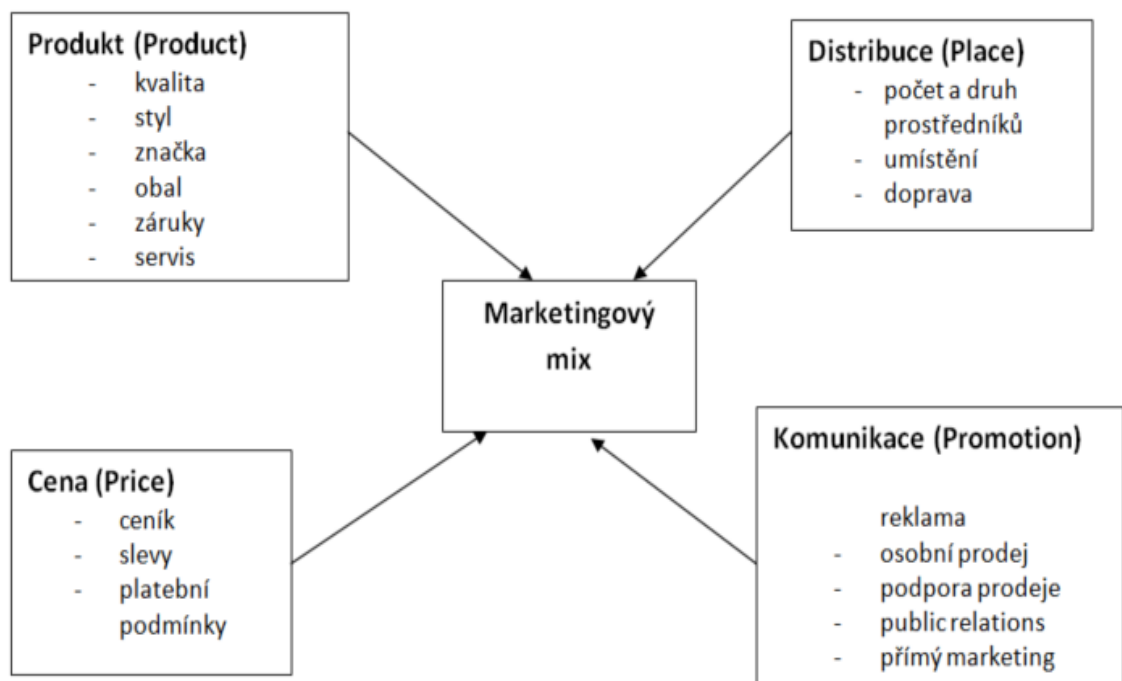 Produkt (Product)
- kvalita
- styl
- značka
- obal
- záruky
- servis
Distribuce (Place)
- počet a druh
prostředníků
- umístění
- doprava
Marketingový
mix
Cena (Price)
- ceník
- slevy
- platební
podmínky
Komunikace (Promotion)
reklama
- osobní prodej
- podpora prodeje
- public relations
- přímý marketing